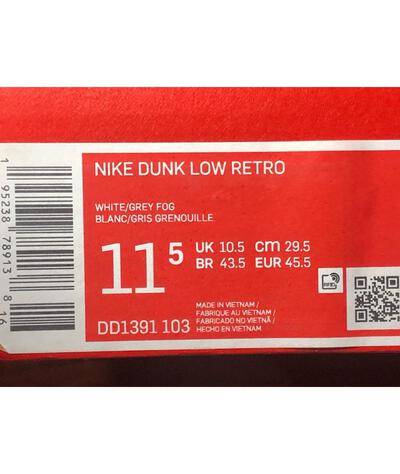 NIKE DUNK LOW RETRO
WHITE/GREY FOG
BLANC/GRIS GRENOUILLE
11 5
UK 10.5 cm 29.5
BR 43.5 EUR 45.5
RFID
MADE IN VIETNAM /
FABRIQUE AU VIETNAM /
FABRICADO NO VIETNÃ /
HECHO EN VIETNAM
DD1391 103
1 95238 78913 8 16